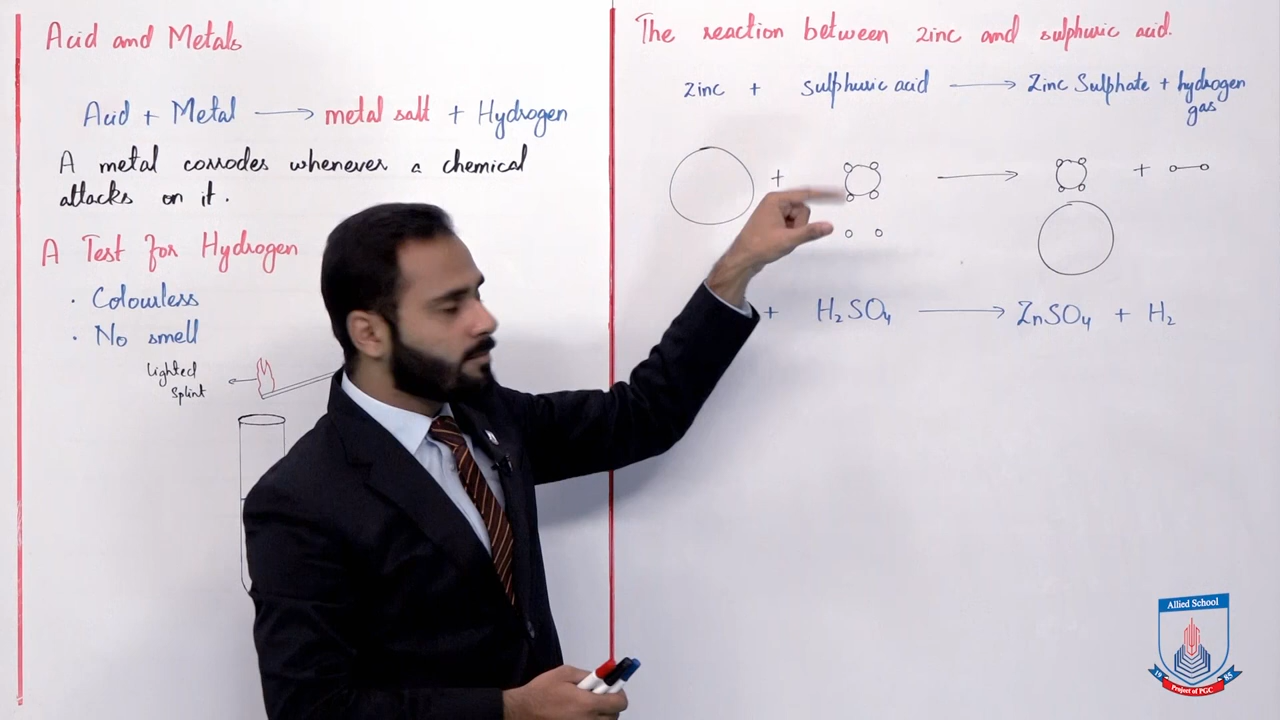 Acid and Metals
Acid + Metal ⟶ metal salt + Hydrogen
A metal corrodes whenever a chemical
attacks on it.
A Test for Hydrogen
· Colourless
· No smell
Lighted
Splint
The reaction between zinc and sulphuric acid.
zinc + sulphuric acid ⟶ Zinc Sulphate + hydrogen
gas
+ ⟶ +
+ H₂SO₄ ⟶ ZnSO₄ + H₂
Allied School
19 85
Project of PGC